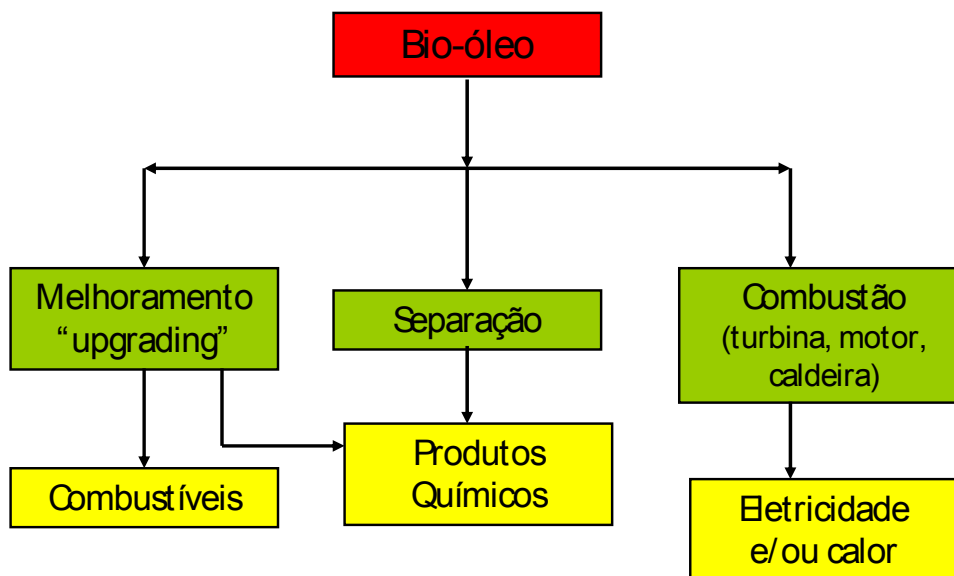 Bio-óleo
Melhoramento
“upgrading”
Separação
Combustão
(turbina, motor,
caldeira)
Combustíveis
Produtos
Químicos
Eletricidade
e/ou calor